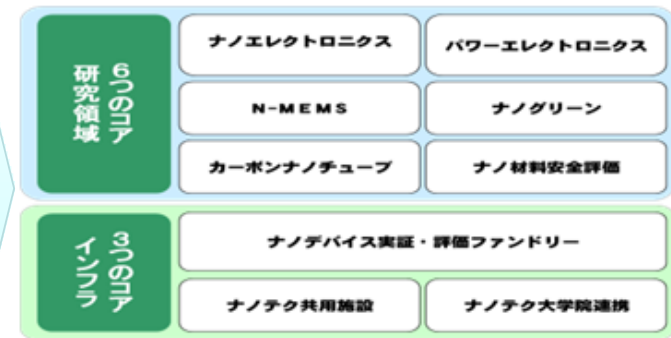 6つのコア
研究領域
ナノエレクトロニクス
パワーエレクトロニクス
N-MEMS
ナノグリーン
カーボンナノチューブ
ナノ材料安全評価
3つのコア
インフラ
ナノデバイス実証・評価ファンドリー
ナノテク共用施設
ナノテク大学院連携